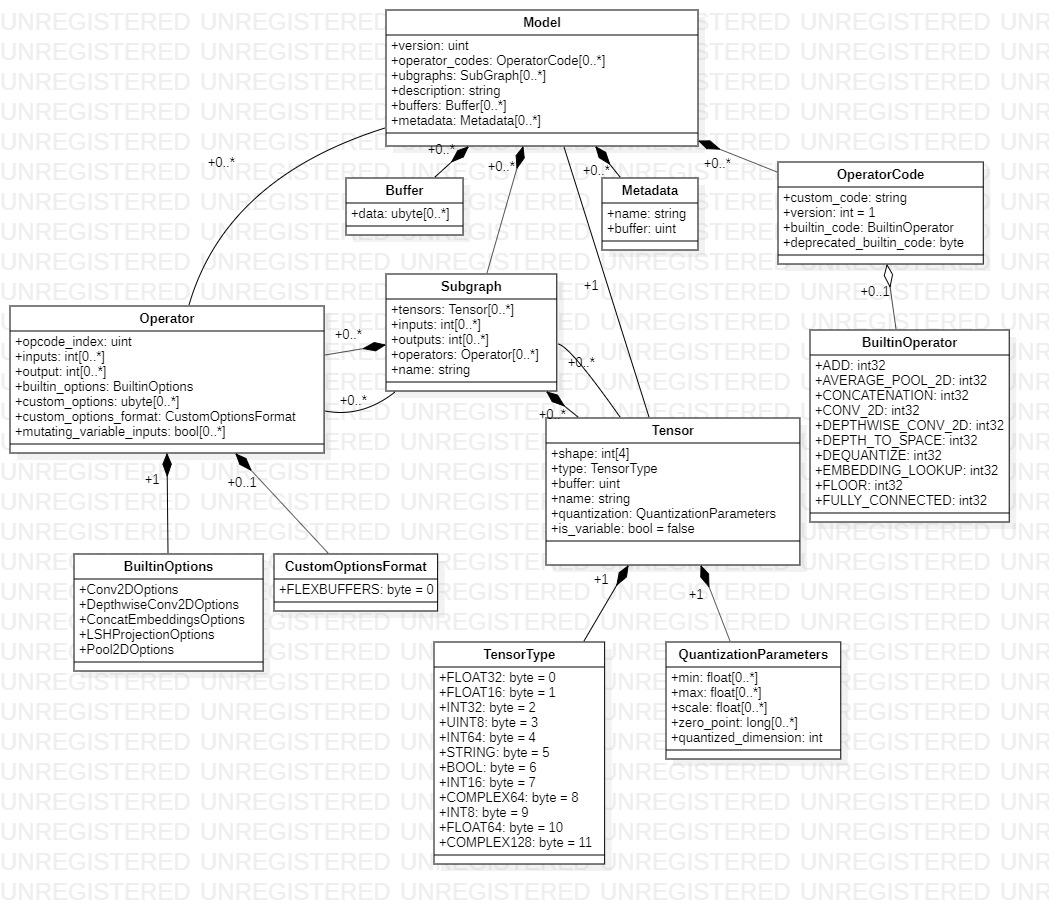 Model
+version: uint
+operator_codes: OperatorCode[0..*]
+ubgraphs: SubGraph[0..*]
+description: string
+buffers: Buffer[0..*]
+metadata: Metadata[0..*]
+0..*
+0..*
+0..*
+0..*
+0..*
Buffer
+data: ubyte[0..*]
Metadata
+name: string
+buffer: uint
OperatorCode
+custom_code: string
+version: int = 1
+builtin_code: BuiltinOperator
+deprecated_builtin_code: byte
+0..1
+1
Subgraph
+tensors: Tensor[0..*]
+inputs: int[0..*]
+outputs: int[0..*]
+operators: Operator[0..*]
+name: string
+0..*
+0..*
+0..*
+0..*
Operator
+opcode_index: uint
+inputs: int[0..*]
+output: int[0..*]
+builtin_options: BuiltinOptions
+custom_options: ubyte[0..*]
+custom_options_format: CustomOptionsFormat
+mutating_variable_inputs: bool[0..*]
+1
+0..1
BuiltinOperator
+ADD: int32
+AVERAGE_POOL_2D: int32
+CONCATENATION: int32
+CONV_2D: int32
+DEPTHWISE_CONV_2D: int32
+DEPTH_TO_SPACE: int32
+DEQUANTIZE: int32
+EMBEDDING_LOOKUP: int32
+FLOOR: int32
+FULLY_CONNECTED: int32
Tensor
+shape: int[4]
+type: TensorType
+buffer: uint
+name: string
+quantization: QuantizationParameters
+is_variable: bool = false
+1
+1
BuiltinOptions
+Conv2DOptions
+DepthwiseConv2DOptions
+ConcatEmbeddingsOptions
+LSHProjectionOptions
+Pool2DOptions
CustomOptionsFormat
+FLEXBUFFERS: byte = 0
TensorType
+FLOAT32: byte = 0
+FLOAT16: byte = 1
+INT32: byte = 2
+UINT8: byte = 3
+INT64: byte = 4
+STRING: byte = 5
+BOOL: byte = 6
+INT16: byte = 7
+COMPLEX64: byte = 8
+INT8: byte = 9
+FLOAT64: byte = 10
+COMPLEX128: byte = 11
QuantizationParameters
+min: float[0..*]
+max: float[0..*]
+scale: float[0..*]
+zero_point: long[0..*]
+quantized_dimension: int
UNREGISTERED